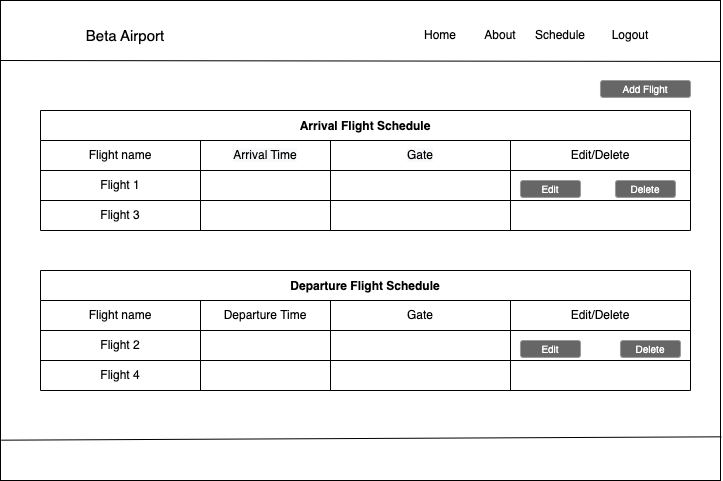 Beta Airport Home About Schedule Logout
Add Flight
Arrival Flight Schedule
Flight name Arrival Time Gate Edit/Delete
Flight 1 Edit Delete
Flight 3
Departure Flight Schedule
Flight name Departure Time Gate Edit/Delete
Flight 2 Edit Delete
Flight 4